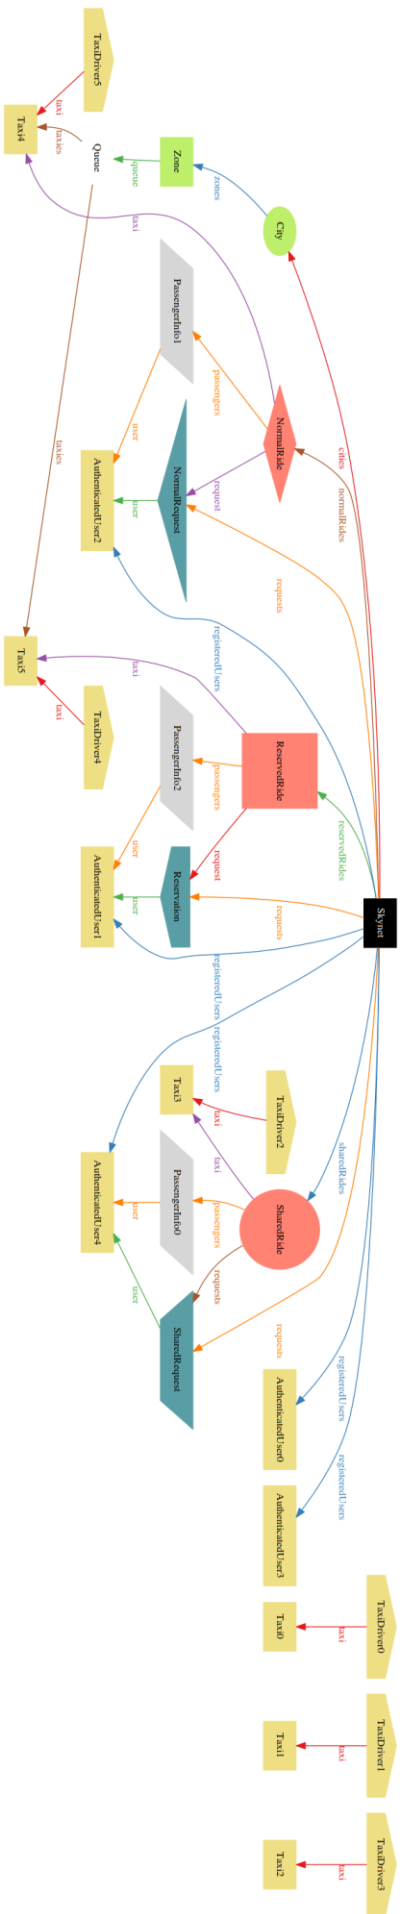 Skynet
TaxiDriver0
TaxiDriver1
TaxiDriver3
cities
normalRides
reservedRides
sharedRides
registeredUsers
registeredUsers
taxi
taxi
taxi
City
NormalRide
requests
ReservedRide
requests
TaxiDriver2
SharedRide
requests
AuthenticatedUser0
AuthenticatedUser3
Taxi0
Taxi1
Taxi2
zones
passengers
request
registeredUsers
passengers
request
registeredUsers
registeredUsers
taxi
taxi
passengers
requests
Zone
PassengerInfo1
NormalRequest
PassengerInfo2
Reservation
Taxi3
PassengerInfo0
SharedRequest
queue
taxi
user
user
taxi
user
user
user
user
TaxiDriver5
Queue
AuthenticatedUser2
TaxiDriver4
AuthenticatedUser1
AuthenticatedUser4
taxi
taxies
taxies
taxi
Taxi4
Taxi5